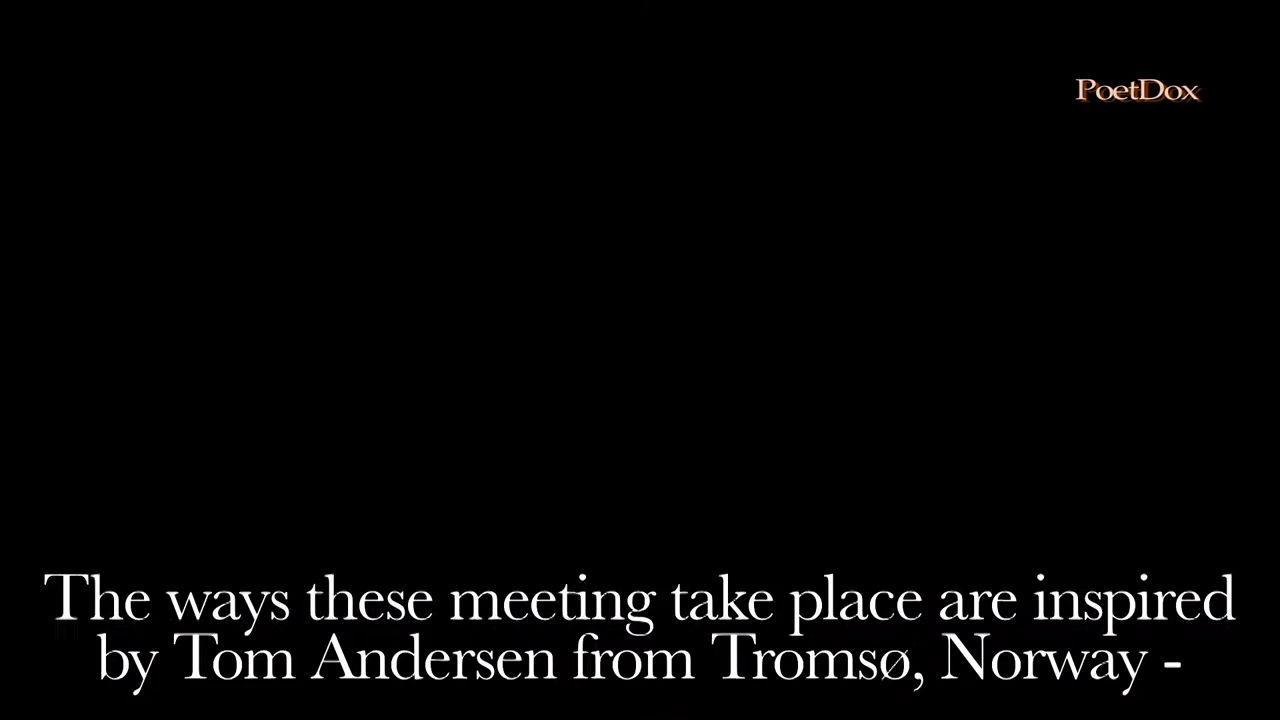 PoetDox
The ways these meeting take place are inspired
by Tom Andersen from Tromsø, Norway -